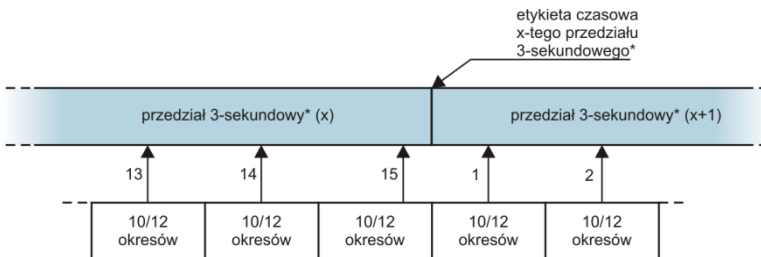 etykieta czasowa
x-tego przedziału
3-sekundowego*
przedział 3-sekundowy* (x)
przedział 3-sekundowy* (x+1)
13
14
15
1
2
10/12
okresów
10/12
okresów
10/12
okresów
10/12
okresów
10/12
okresów